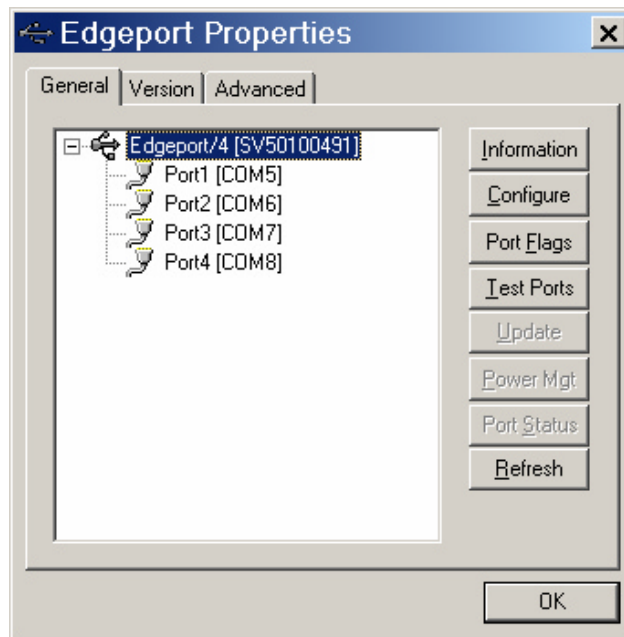 Edgeport Properties
General
Version
Advanced
Edgeport/4 [SV50100491]
Port1 [COM5]
Port2 [COM6]
Port3 [COM7]
Port4 [COM8]
Information
Configure
Port Flags
Test Ports
Update
Power Mgt
Port Status
Refresh
OK